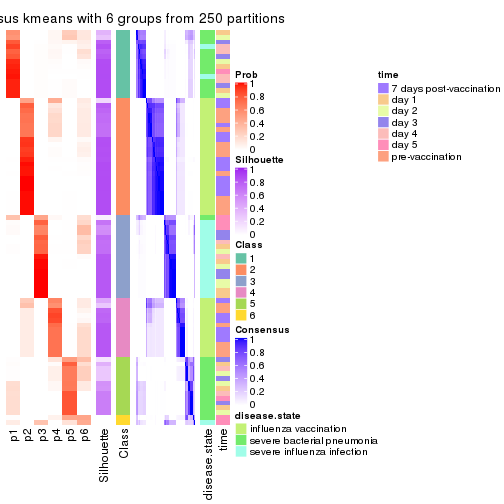 sus kmeans with 6 groups from 250 partitions
Prob
1
0.8
0.6
0.4
0.2
0
Silhouette
1
0.8
0.6
0.4
0.2
0
Class
1
2
3
4
5
6
Consensus
1
0.8
0.6
0.4
0.2
0
disease.state
influenza vaccination
severe bacterial pneumonia
severe influenza infection
time
7 days post-vaccination
day 1
day 2
day 3
day 4
day 5
pre-vaccination
p1
p2
p3
p4
p5
p6
Silhouette
Class
disease.state
time